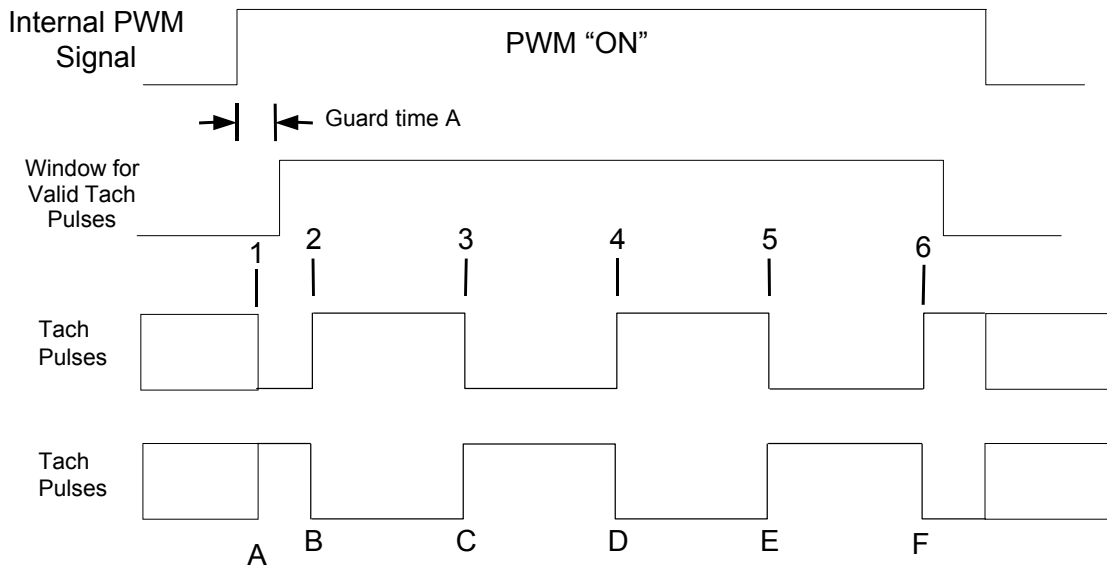 Internal PWM
Signal
PWM “ON”
Guard time A
Window for
Valid Tach
Pulses
1
2
3
4
5
6
Tach
Pulses
Tach
Pulses
A
B
C
D
E
F